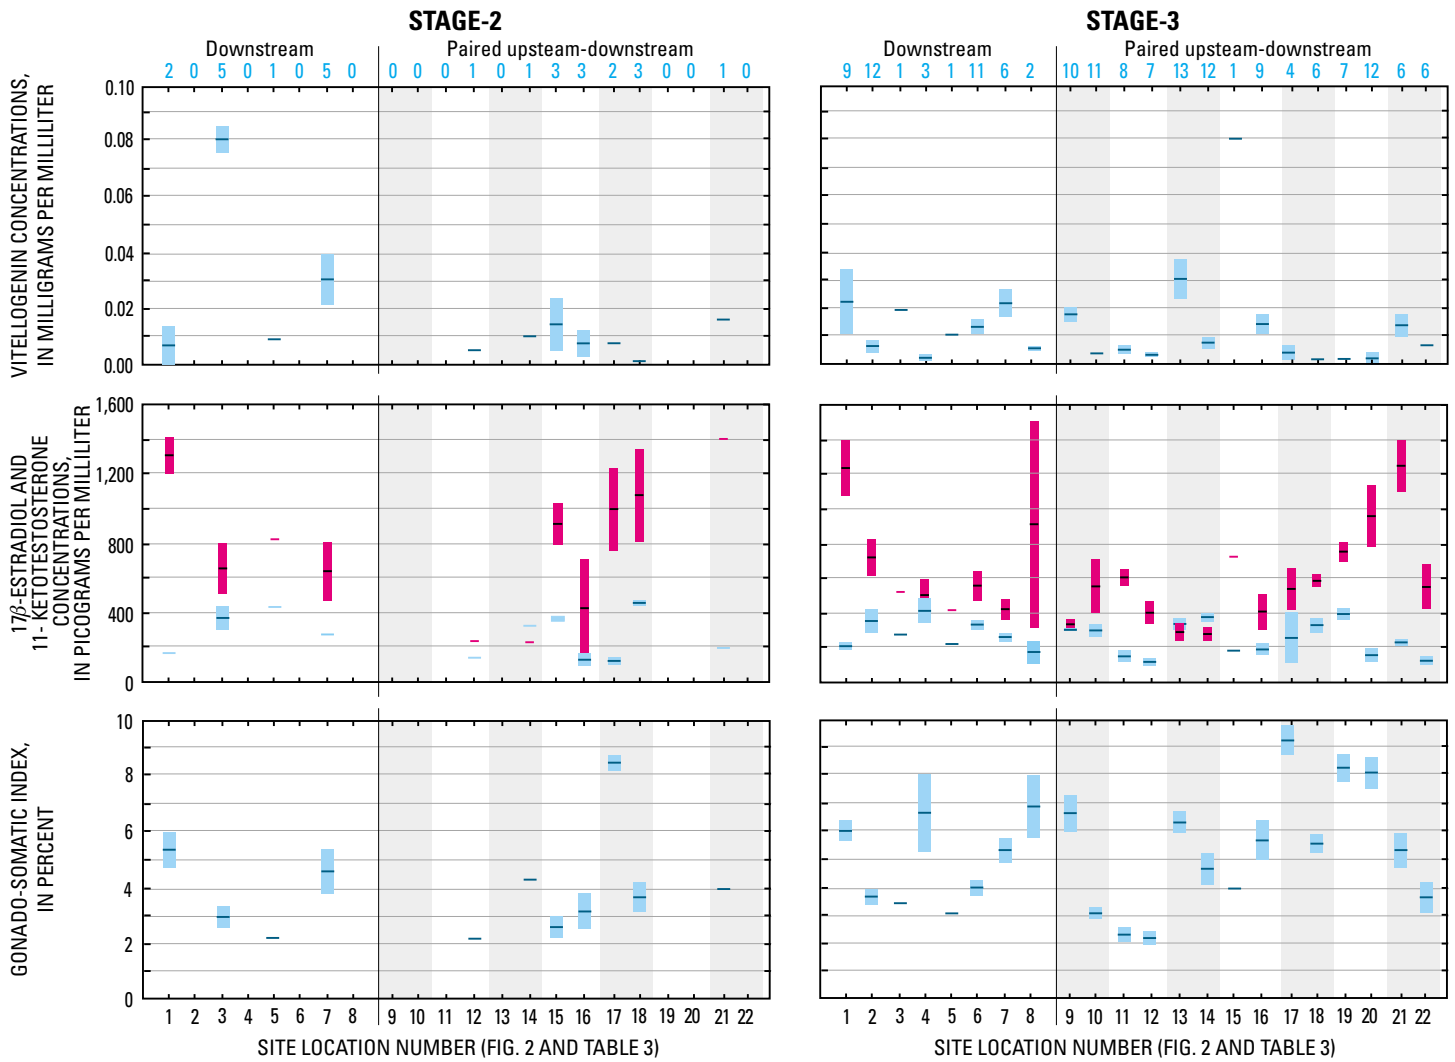 STAGE-2
STAGE-3
Downstream
Paired upsteam-downstream
Downstream
Paired upsteam-downstream
2 0 5 0 1 0 5 0 0 0 0 1 0 1 3 3 2 3 0 0 1 0
9 12 1 3 1 11 6 2 10 11 8 7 13 12 1 9 4 6 7 12 6 6
VITELLOGENIN CONCENTRATIONS,
IN MILLIGRAMS PER MILLILITER
0.10
0.08
0.06
0.04
0.02
0.00
17β-ESTRADIOL AND
11- KETOTESTOSTERONE
CONCENTRATIONS,
IN PICOGRAMS PER MILLILITER
1,600
1,200
800
400
0
GONADO-SOMATIC INDEX,
IN PERCENT
10
8
6
4
2
0
1 2 3 4 5 6 7 8 9 10 11 12 13 14 15 16 17 18 19 20 21 22
1 2 3 4 5 6 7 8 9 10 11 12 13 14 15 16 17 18 19 20 21 22
SITE LOCATION NUMBER (FIG. 2 AND TABLE 3)
SITE LOCATION NUMBER (FIG. 2 AND TABLE 3)